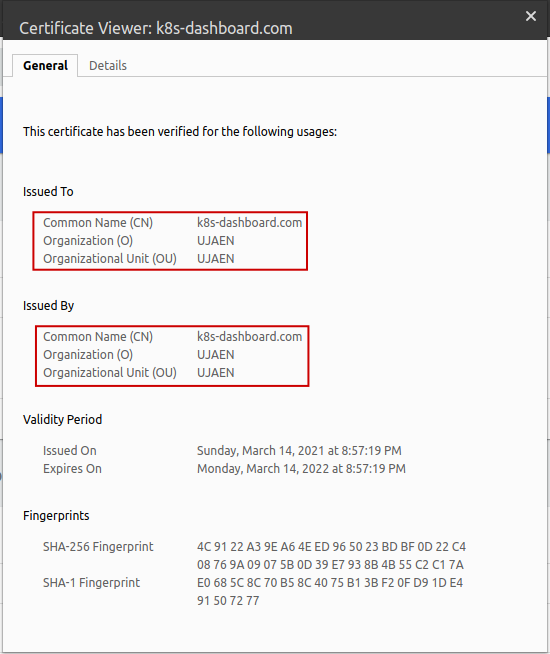 Certificate Viewer: k8s-dashboard.com
General Details
This certificate has been verified for the following usages:
Issued To
Common Name (CN) k8s-dashboard.com
Organization (O) UJAEN
Organizational Unit (OU) UJAEN
Issued By
Common Name (CN) k8s-dashboard.com
Organization (O) UJAEN
Organizational Unit (OU) UJAEN
Validity Period
Issued On Sunday, March 14, 2021 at 8:57:19 PM
Expires On Monday, March 14, 2022 at 8:57:19 PM
Fingerprints
SHA-256 Fingerprint 4C 91 22 A3 9E A6 4E ED 96 50 23 BD BF 0D 22 C4
08 76 9A 09 07 5B 0D 39 E7 93 8B 4B 55 C2 C1 7A
SHA-1 Fingerprint E0 68 5C 8C 70 B5 8C 40 75 B1 3B F2 0F D9 1D E4
91 50 72 77